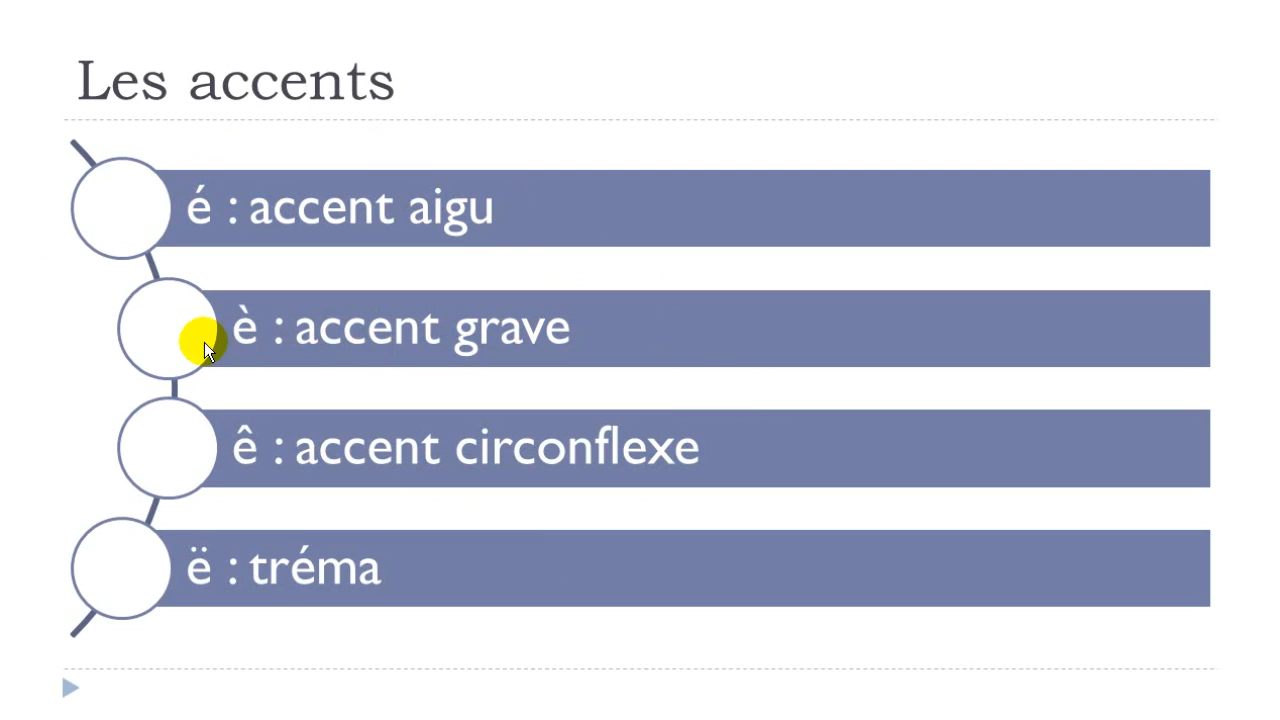 Les accents
é : accent aigu
è : accent grave
ê : accent circonflexe
ë : tréma